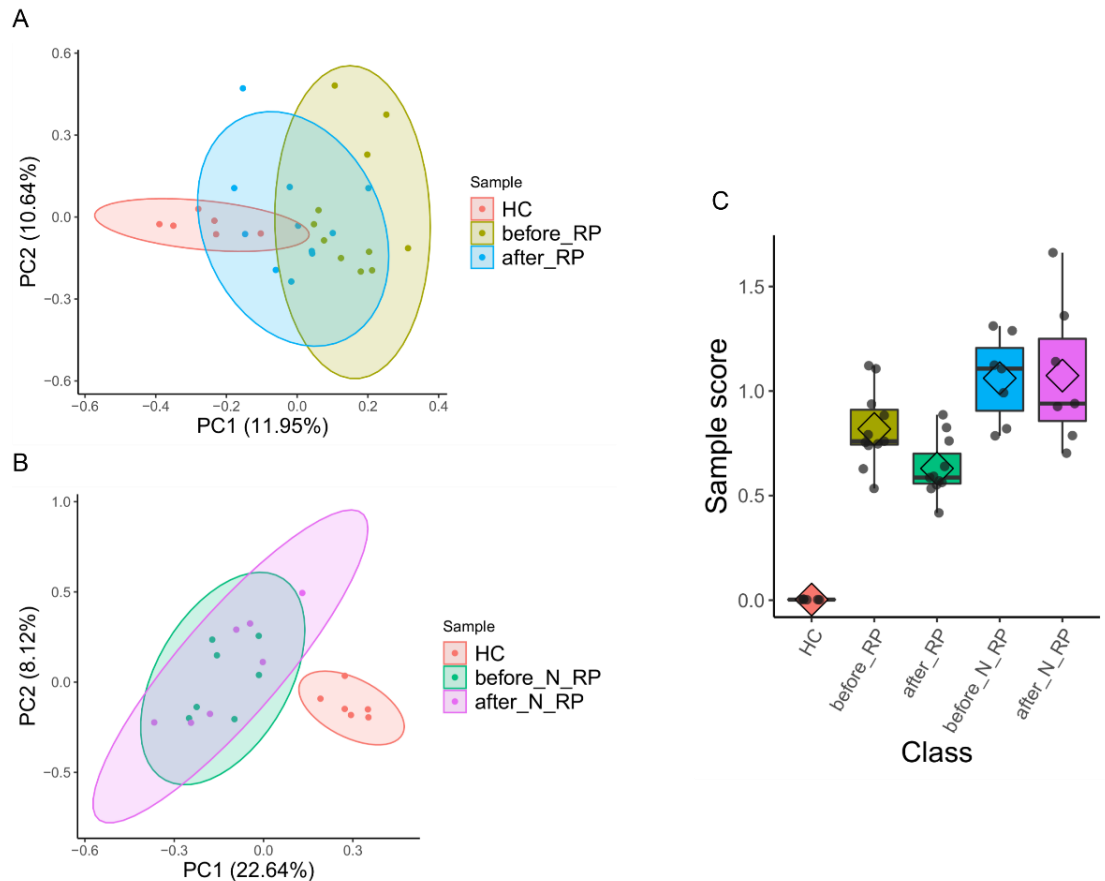 A
0.6
0.3
0.0
−0.3
−0.6
PC2 (10.64%)
−0.6
−0.4
−0.2
0.0
0.2
0.4
PC1 (11.95%)
Sample
HC
before_RP
after_RP
B
1.0
0.5
0.0
−0.5
PC2 (8.12%)
−0.6
−0.3
0.0
0.3
PC1 (22.64%)
Sample
HC
before_N_RP
after_N_RP
C
1.5
1.0
0.5
0.0
Sample score
HC
before_RP
after_RP
before_N_RP
after_N_RP
Class